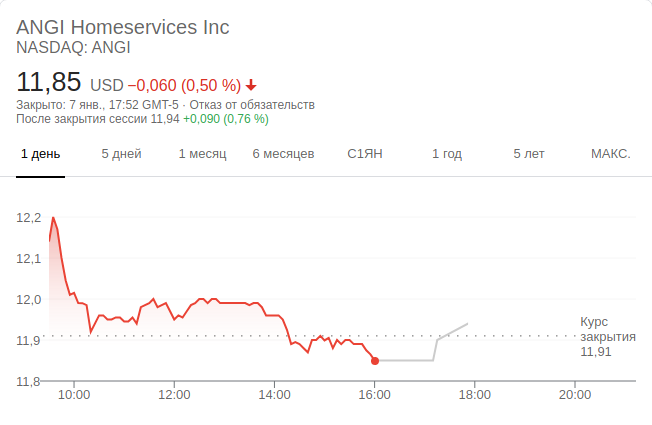 ANGI Homeservices Inc
NASDAQ: ANGI
11,85 USD −0,060 (0,50 %)
Закрыто: 7 янв., 17:52 GMT-5 · Отказ от обязательств
После закрытия сессии 11,94 +0,090 (0,76 %)
1 день 5 дней 1 месяц 6 месяцев С1ЯН 1 год 5 лет МАКС.
12,2
12,1
12,0
11,9
11,8
Курс
закрытия
11,91
10:00 12:00 14:00 16:00 18:00 20:00